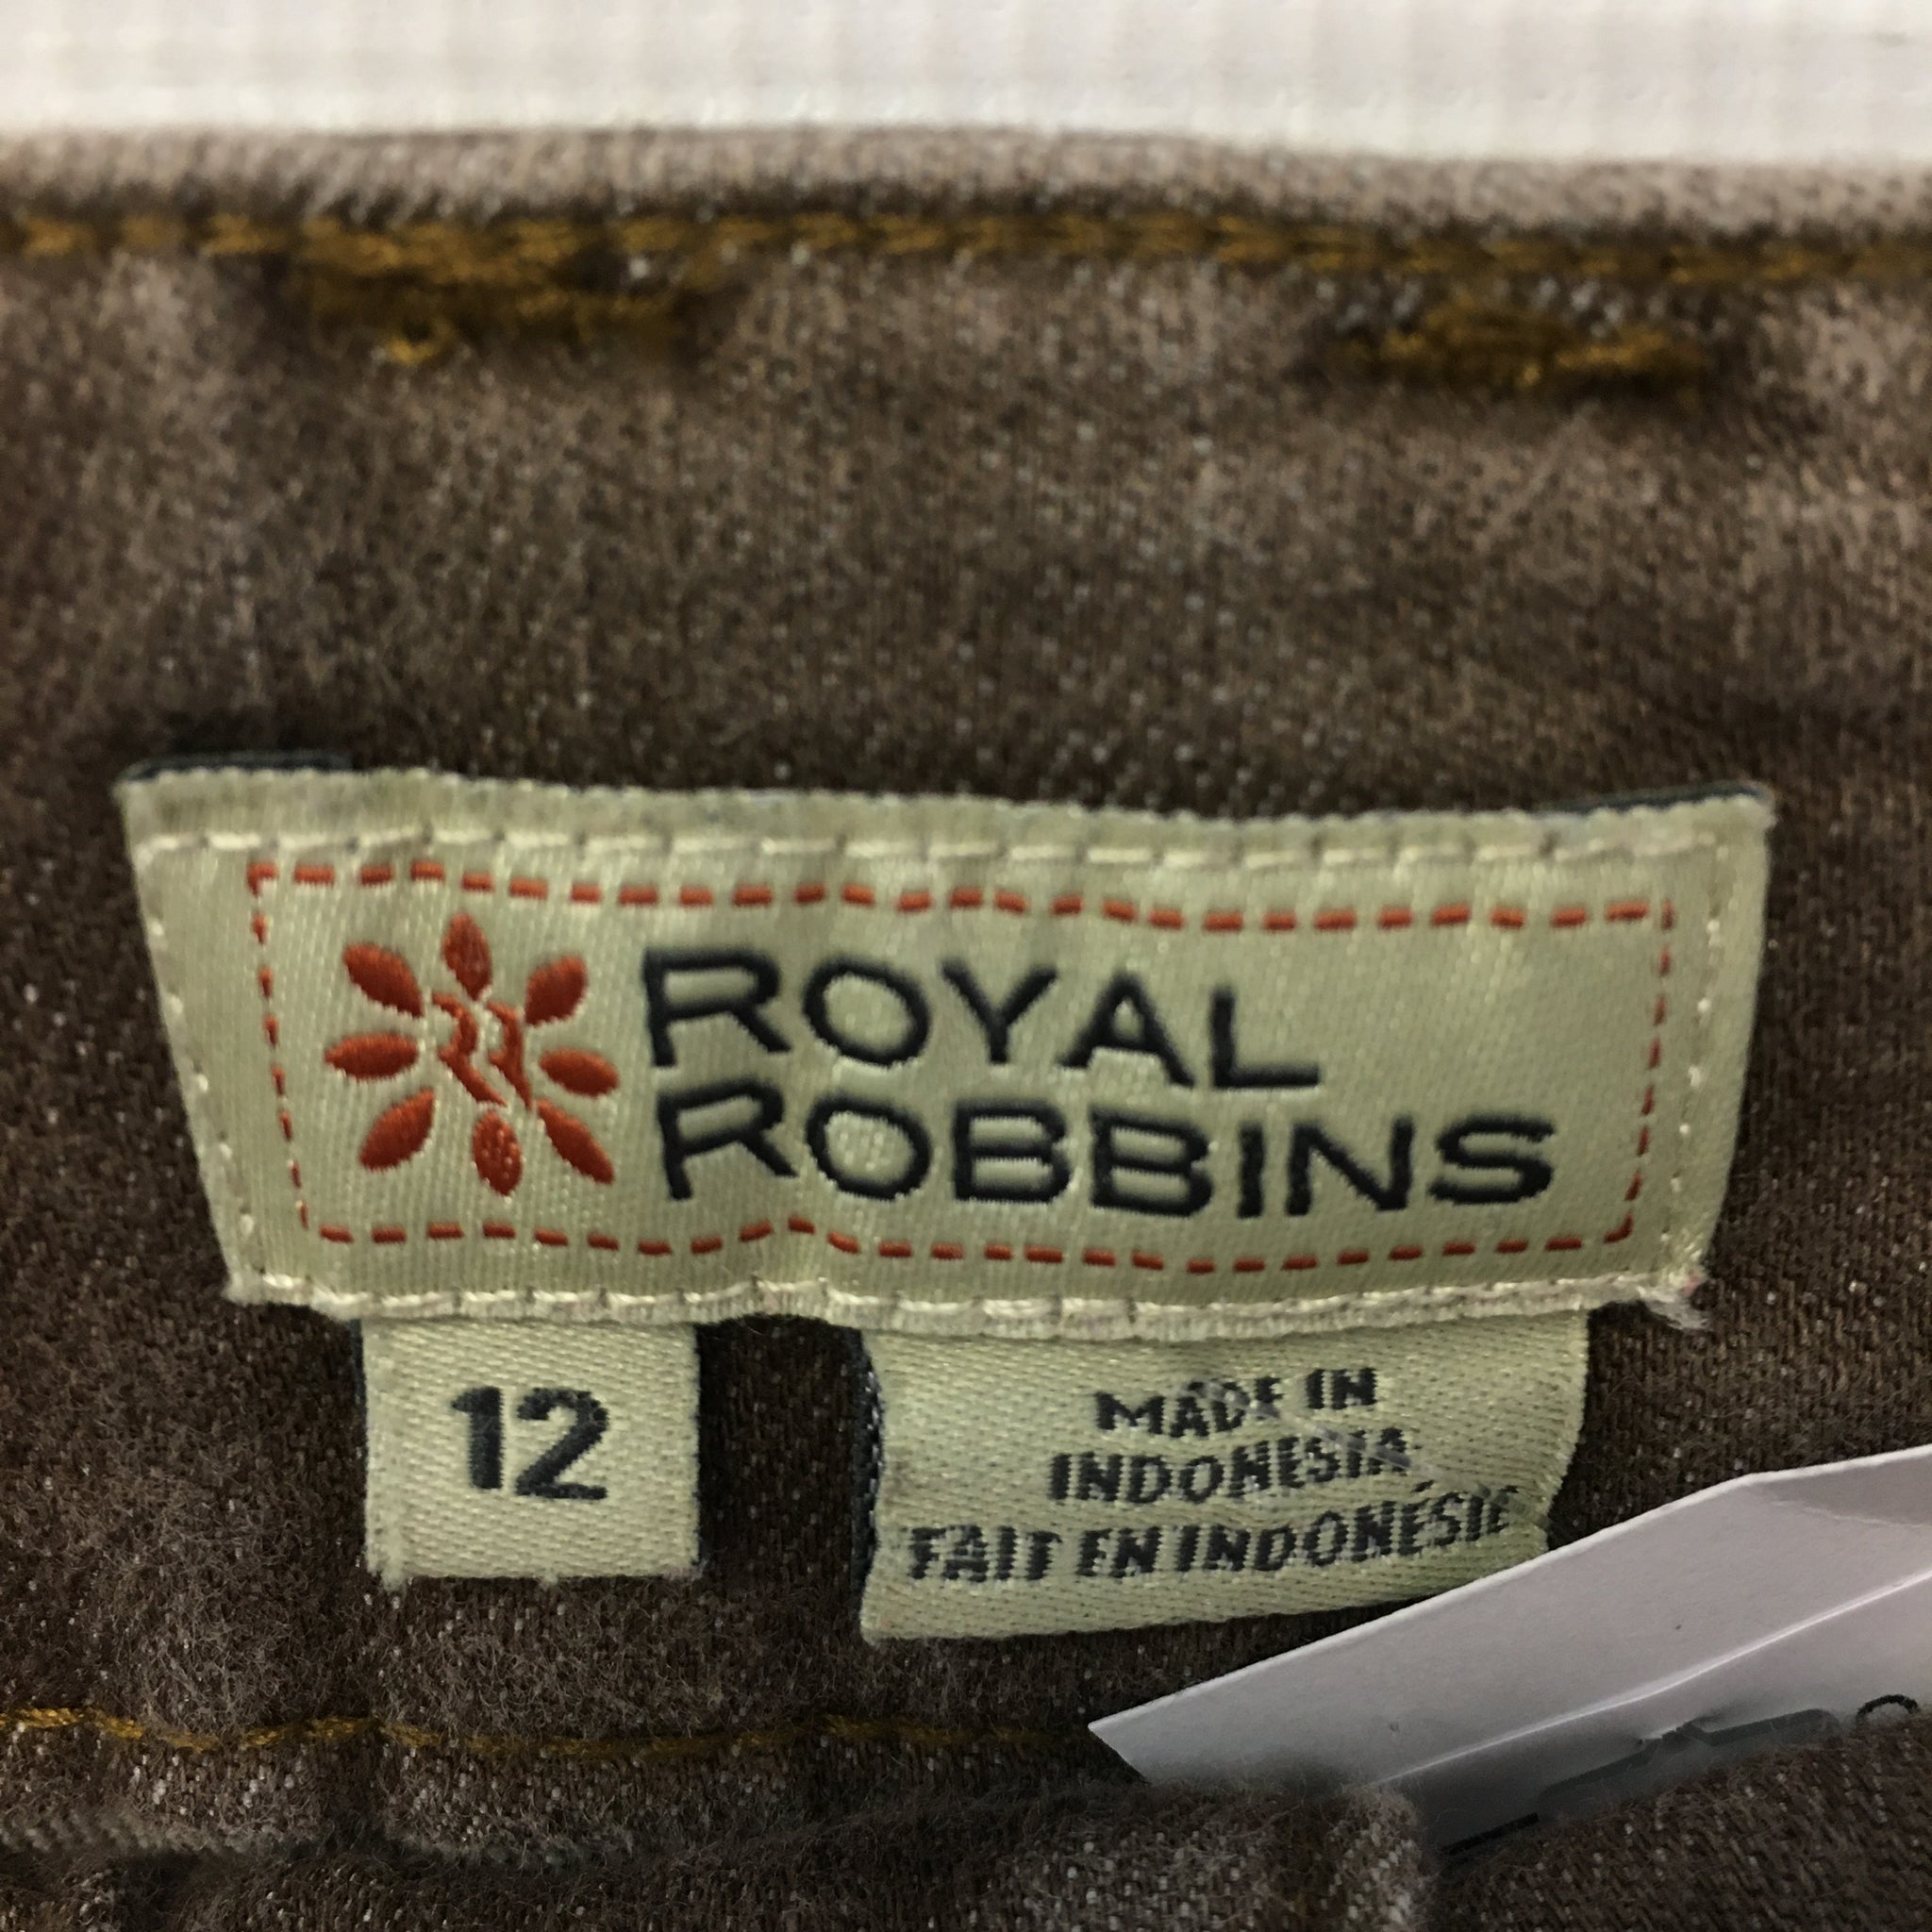 ROYAL
ROBBINS
12
MADE IN
INDONESIA
FAIT EN INDONÉSIE